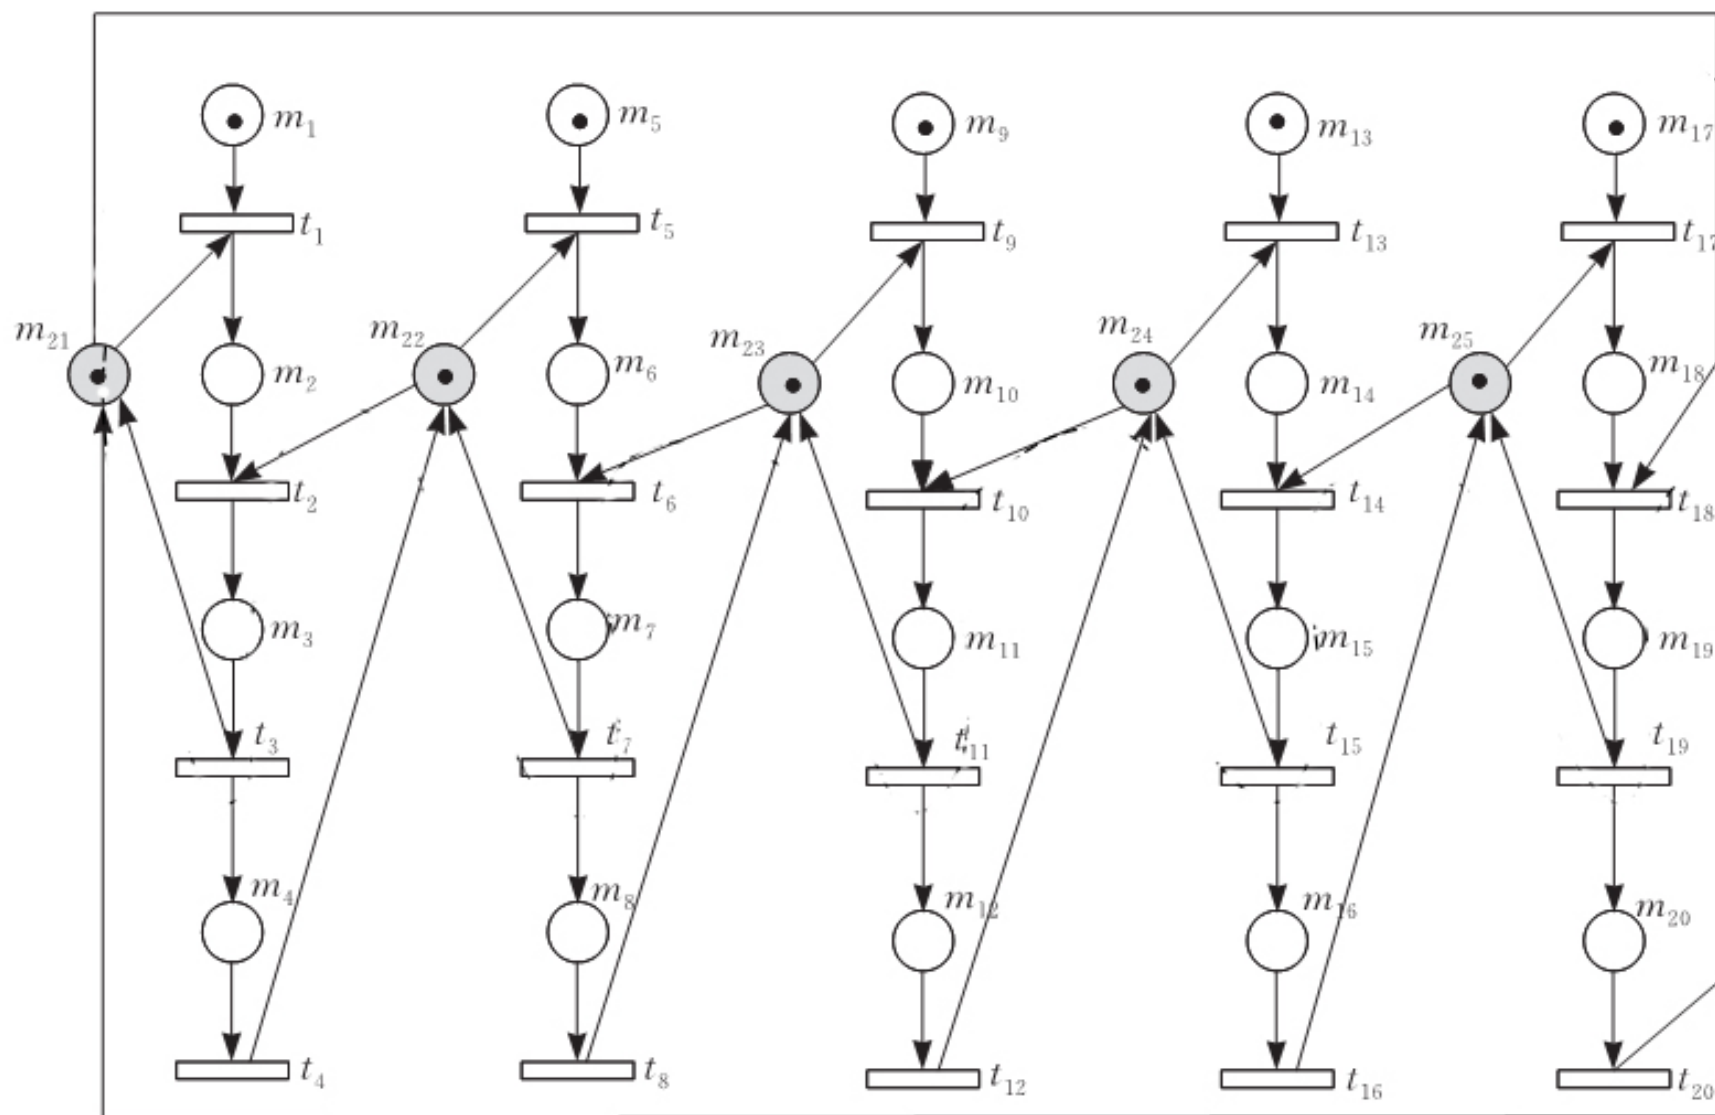 m₁ m₅ m₉ m₁₃ m₁₇
t₁ t₅ t₉ t₁₃ t₁₇
m₂₁ m₂ m₂₂ m₆ m₂₃ m₁₀ m₂₄ m₁₄ m₂₅ m₁₈
t₂ t₆ t₁₀ t₁₄ t₁₈
m₃ m₇ m₁₁ m₁₅ m₁₉
t₃ t₇ t₁₁ t₁₅ t₁₉
m₄ m₈ m₁₂ m₁₆ m₂₀
t₄ t₈ t₁₂ t₁₆ t₂₀